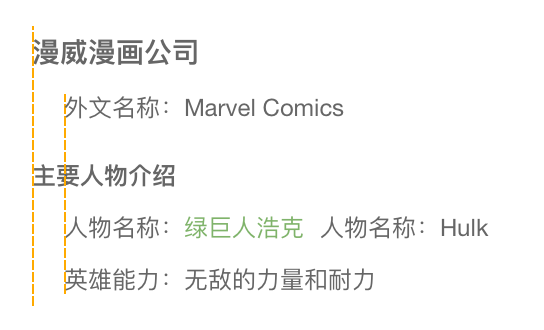 漫威漫画公司
外文名称：Marvel Comics
主要人物介绍
人物名称：绿巨人浩克 人物名称：Hulk
英雄能力：无敌的力量和耐力